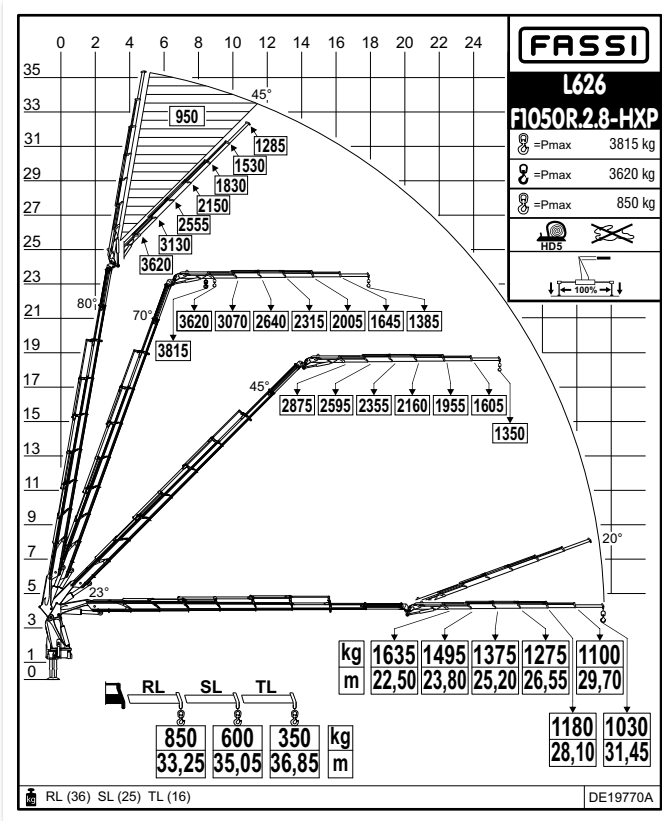 0 2 4 6 8 10 12 14 16 18 20 22 24
FASSI
L626
F1050R.2.8-HXP
=Pmax 3815 kg
=Pmax 3620 kg
=Pmax 850 kg
HD5
100%
35
33
31
29
27
25
23
21
19
17
15
13
11
9
7
5
3
1
0
45°
950
1285
1530
1830
2150
2555
3130
3620
80°
70°
3620 3070 2640 2315 2005 1645 1385
3815
45°
2875 2595 2355 2160 1955 1605
1350
20°
23°
kg 1635 1495 1375 1275 1100
m 22,50 23,80 25,20 26,55 29,70
1180 1030
28,10 31,45
RL SL TL
850 600 350 kg
33,25 35,05 36,85 m
kg RL (36) SL (25) TL (16)
DE19770A